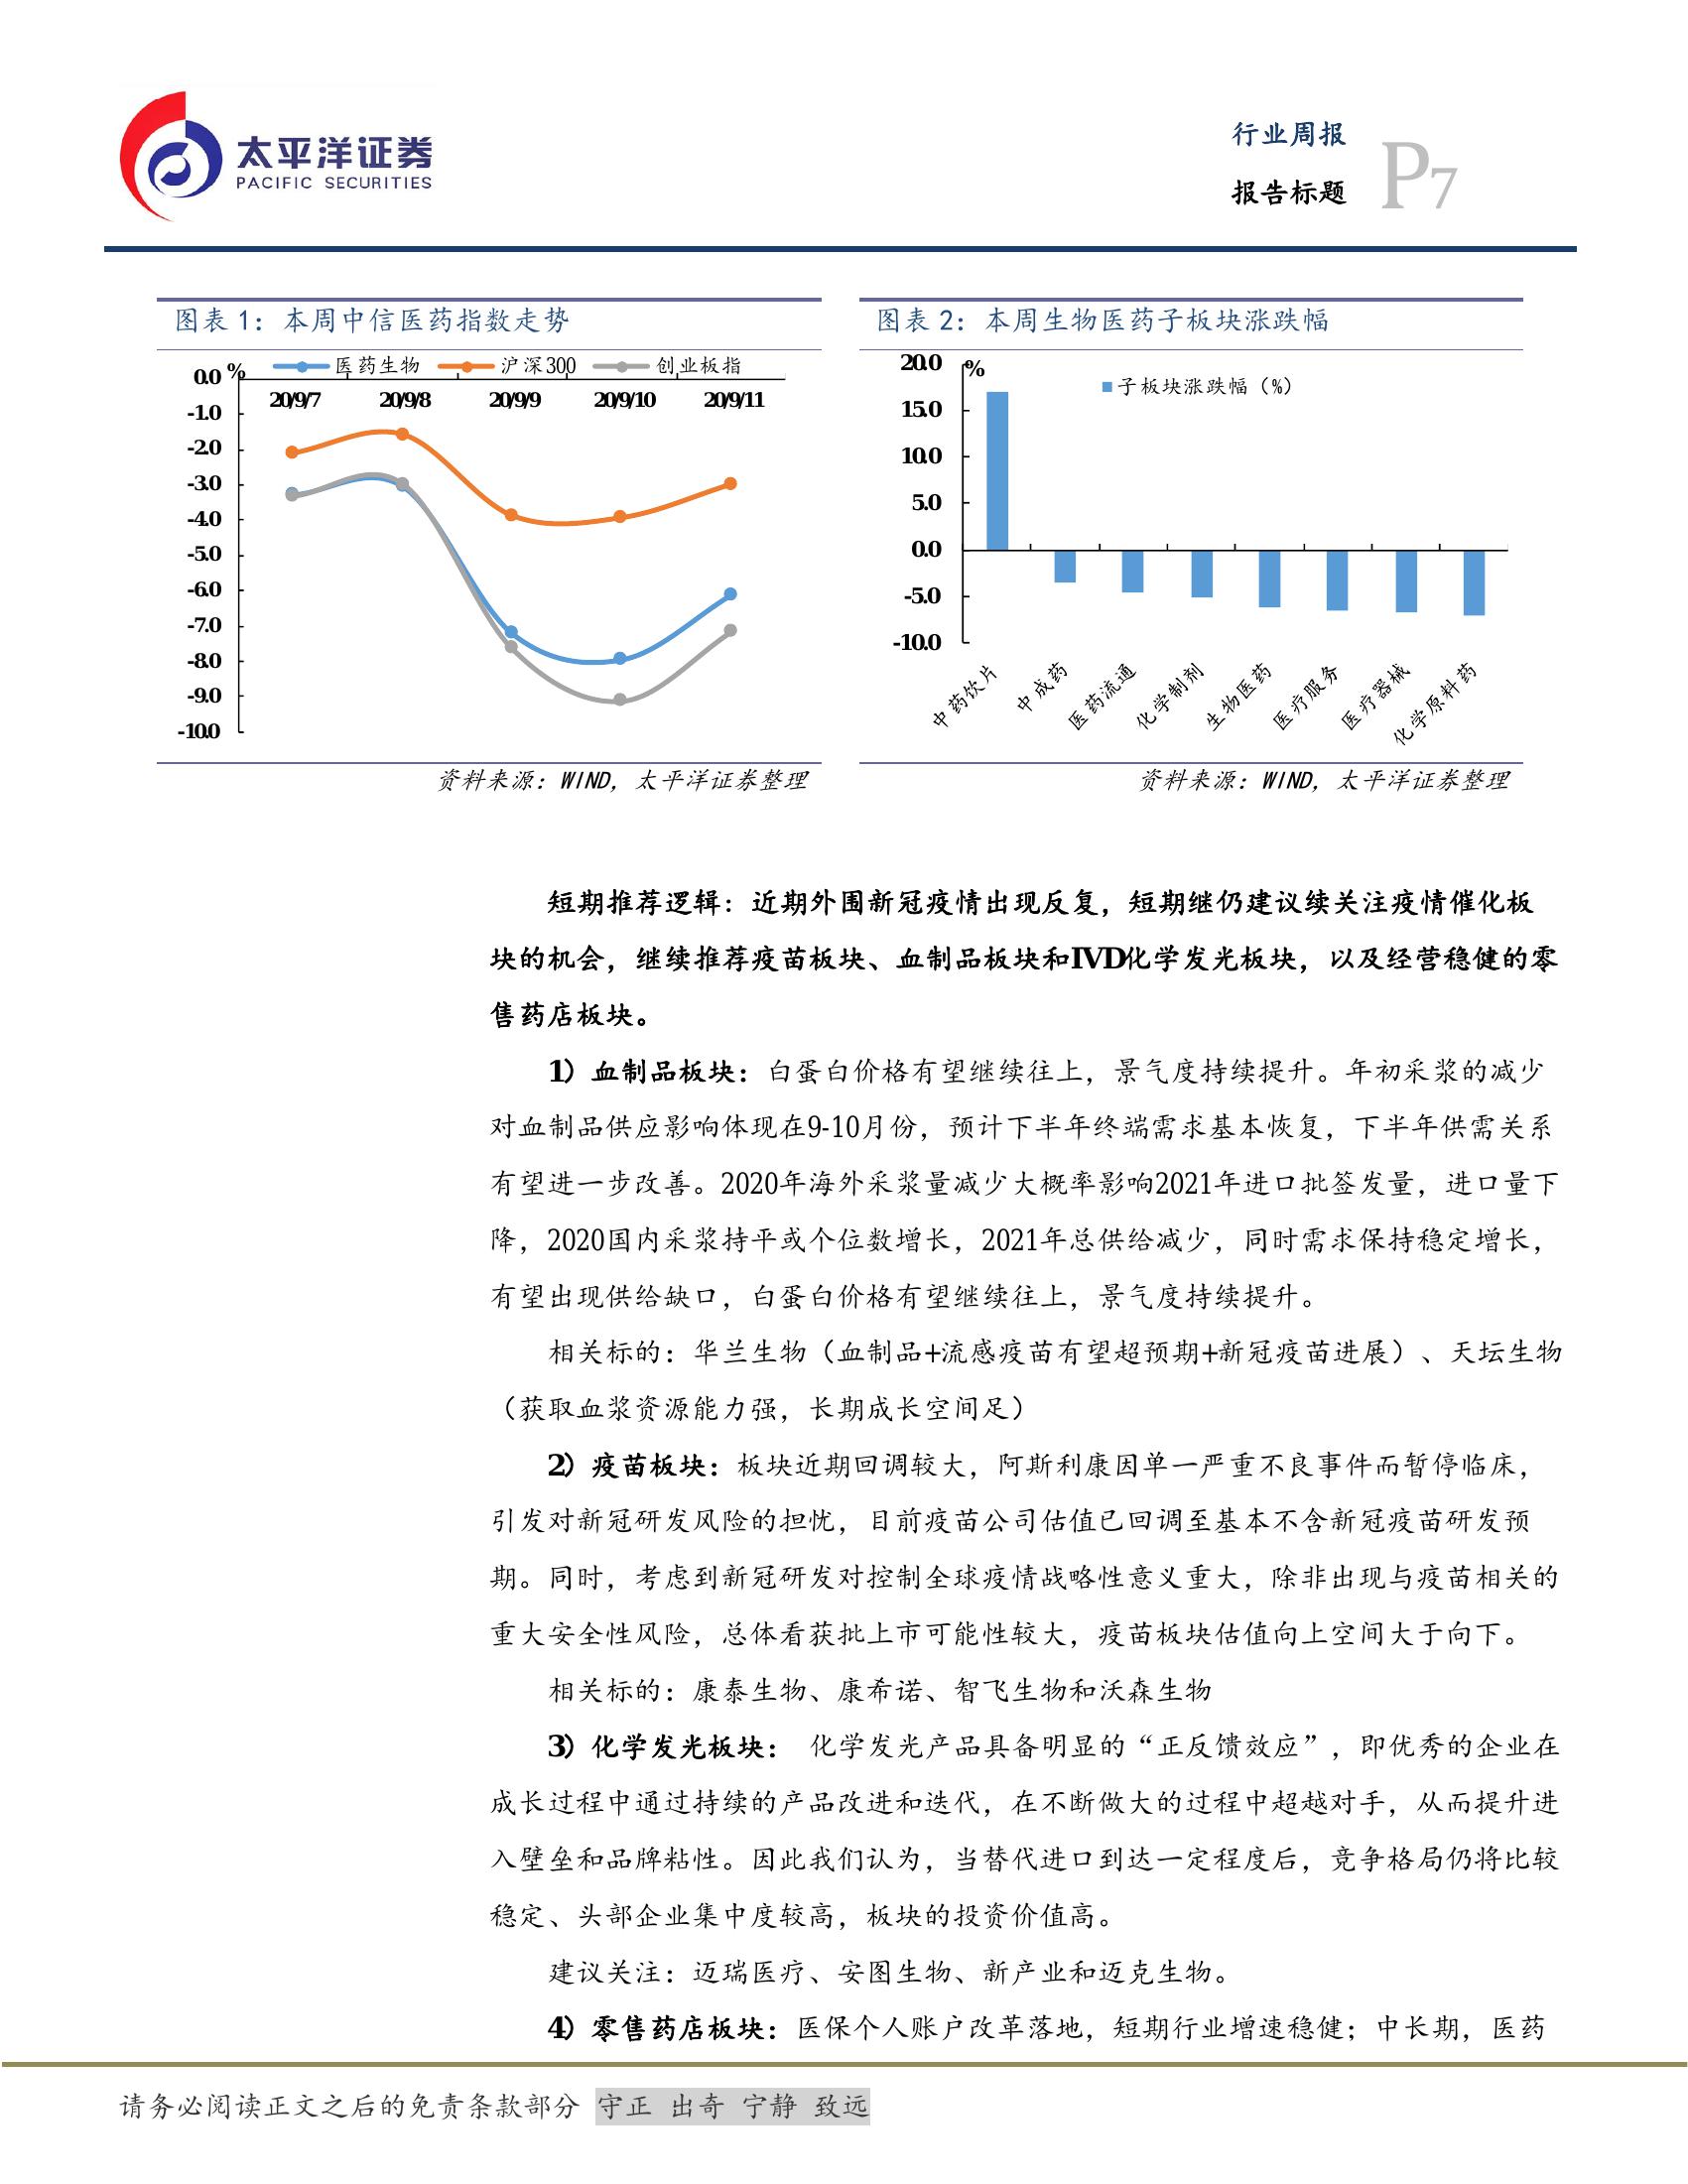 太平洋证券
PACIFIC SECURITIES
行业周报
报告标题
P7
图表 1：本周中信医药指数走势
% 医药生物 沪深300 创业板指
0.0
-1.0
-2.0
-3.0
-4.0
-5.0
-6.0
-7.0
-8.0
-9.0
-10.0
20/9/7 20/9/8 20/9/9 20/9/10 20/9/11
资料来源：WIND，太平洋证券整理
图表 2：本周生物医药子板块涨跌幅
%
子板块涨跌幅（%）
20.0
15.0
10.0
5.0
0.0
-5.0
-10.0
中药饮片 中成药 医药流通 化学制剂 生物医药 医疗服务 医疗器械 化学原料药
资料来源：WIND，太平洋证券整理
短期推荐逻辑：近期外围新冠疫情出现反复，短期继仍建议续关注疫情催化板
块的机会，继续推荐疫苗板块、血制品板块和IVD化学发光板块，以及经营稳健的零
售药店板块。
1）血制品板块：白蛋白价格有望继续往上，景气度持续提升。年初采浆的减少
对血制品供应影响体现在9-10月份，预计下半年终端需求基本恢复，下半年供需关系
有望进一步改善。2020年海外采浆量减少大概率影响2021年进口批签发量，进口量下
降，2020国内采浆持平或个位数增长，2021年总供给减少，同时需求保持稳定增长，
有望出现供给缺口，白蛋白价格有望继续往上，景气度持续提升。
相关标的：华兰生物（血制品+流感疫苗有望超预期+新冠疫苗进展）、天坛生物
（获取血浆资源能力强，长期成长空间足）
2）疫苗板块：板块近期回调较大，阿斯利康因单一严重不良事件而暂停临床，
引发对新冠研发风险的担忧，目前疫苗公司估值已回调至基本不含新冠疫苗研发预
期。同时，考虑到新冠研发对控制全球疫情战略性意义重大，除非出现与疫苗相关的
重大安全性风险，总体看获批上市可能性较大，疫苗板块估值向上空间大于向下。
相关标的：康泰生物、康希诺、智飞生物和沃森生物
3）化学发光板块： 化学发光产品具备明显的“正反馈效应”，即优秀的企业在
成长过程中通过持续的产品改进和迭代，在不断做大的过程中超越对手，从而提升进
入壁垒和品牌粘性。因此我们认为，当替代进口到达一定程度后，竞争格局仍将比较
稳定、头部企业集中度较高，板块的投资价值高。
建议关注：迈瑞医疗、安图生物、新产业和迈克生物。
4）零售药店板块：医保个人账户改革落地，短期行业增速稳健；中长期，医药
请务必阅读正文之后的免责条款部分 守正 出奇 宁静 致远